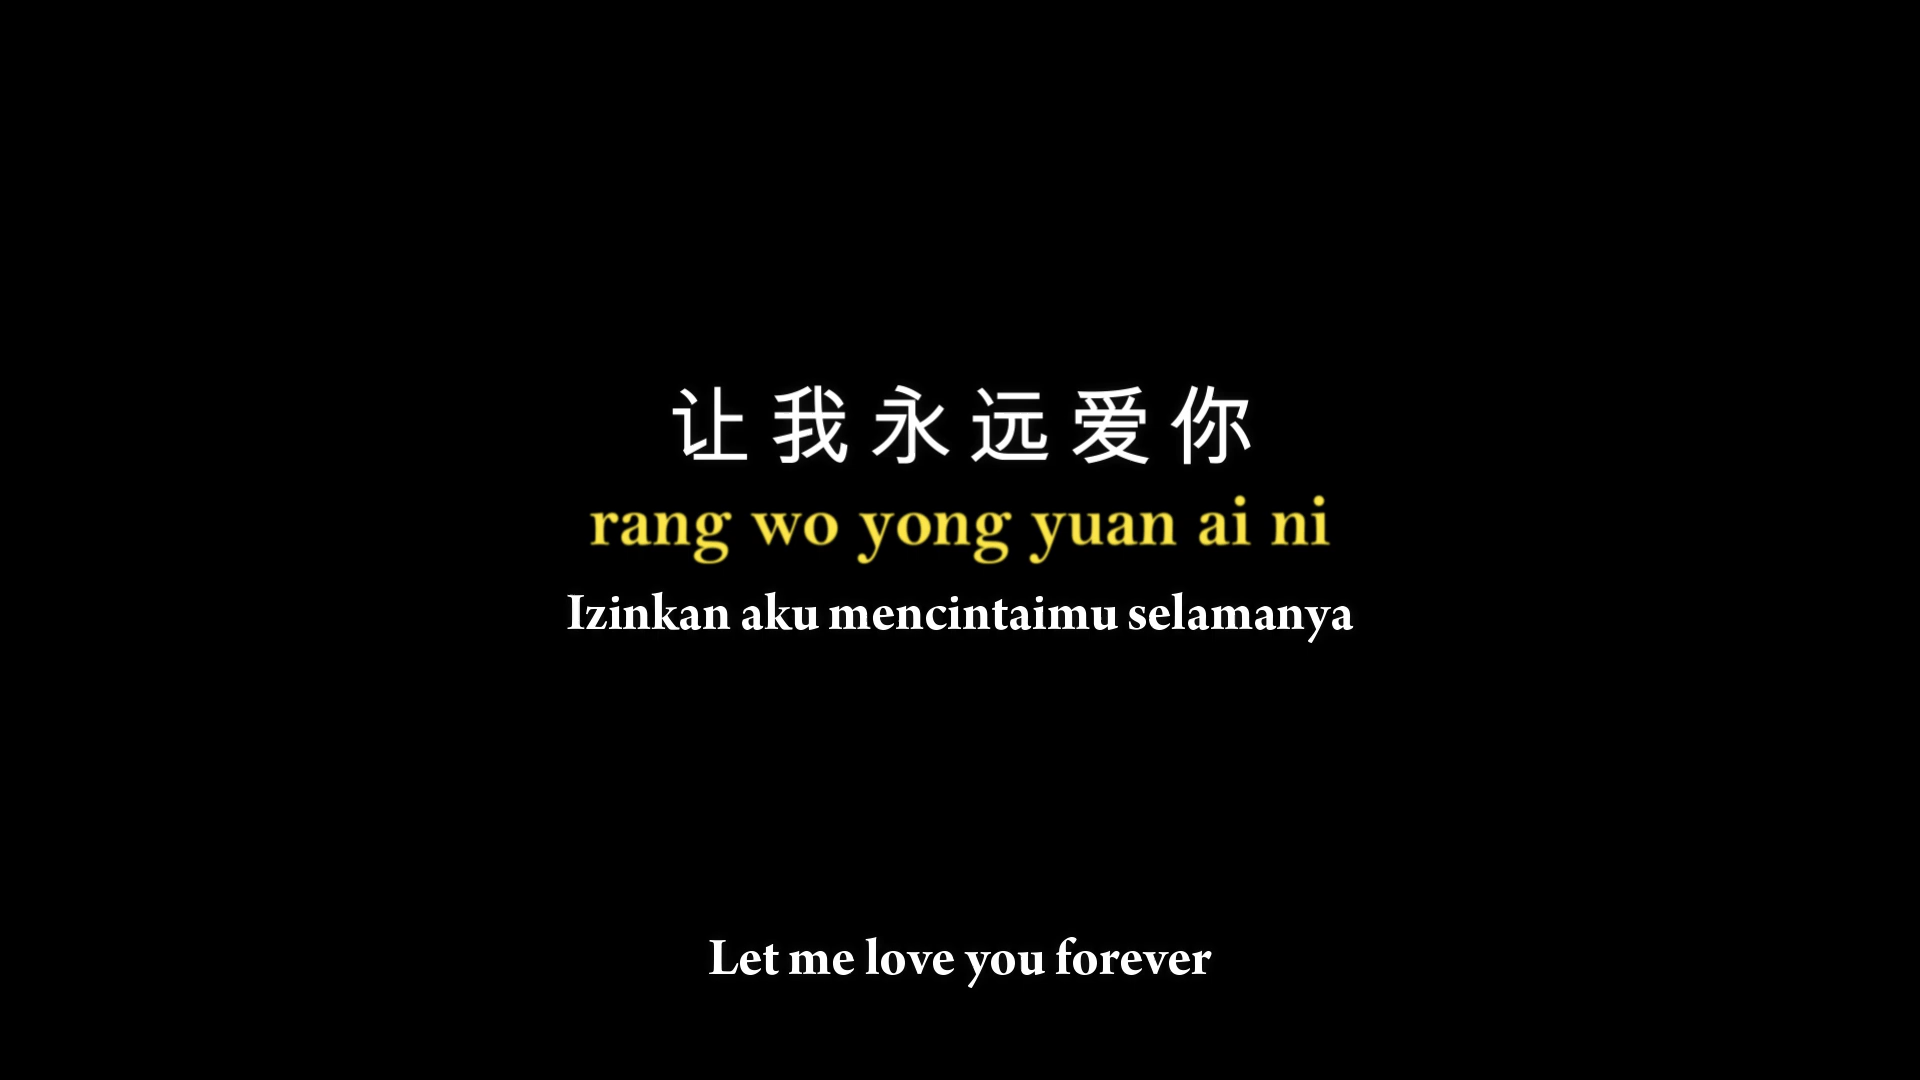 让我永远爱你
rang wo yong yuan ai ni
Izinkan aku mencintaimu selamanya
Let me love you forever